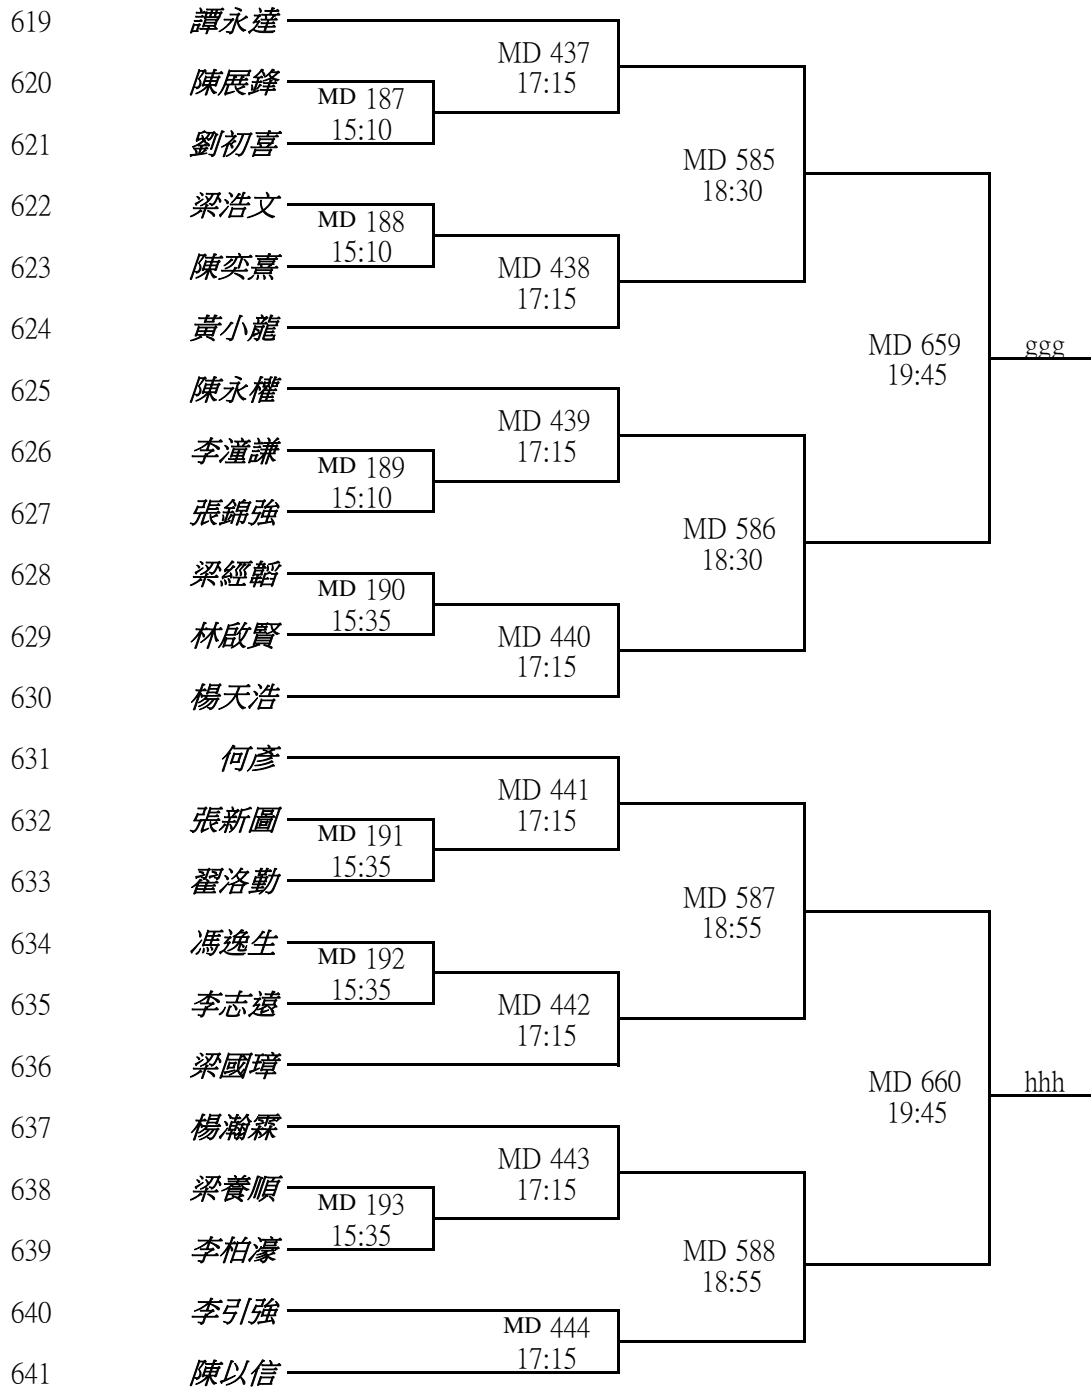 619 譚永達
MD 437
17:15
620 陳展鋒
MD 187
15:10
621 劉初喜
MD 585
18:30
622 梁浩文
MD 188
15:10
623 陳奕熹
MD 438
17:15
624 黃小龍
MD 659
19:45
ggg
625 陳永權
MD 439
17:15
626 李潼謙
MD 189
15:10
627 張錦強
MD 586
18:30
628 梁經韜
MD 190
15:35
629 林啟賢
MD 440
17:15
630 楊天浩
631 何彥
MD 441
17:15
632 張新圖
MD 191
15:35
633 翟洛勤
MD 587
18:55
634 馮逸生
MD 192
15:35
635 李志遠
MD 442
17:15
636 梁國璋
MD 660
19:45
hhh
637 楊瀚霖
MD 443
17:15
638 梁養順
MD 193
15:35
639 李柏濠
MD 588
18:55
640 李引強
MD 444
17:15
641 陳以信